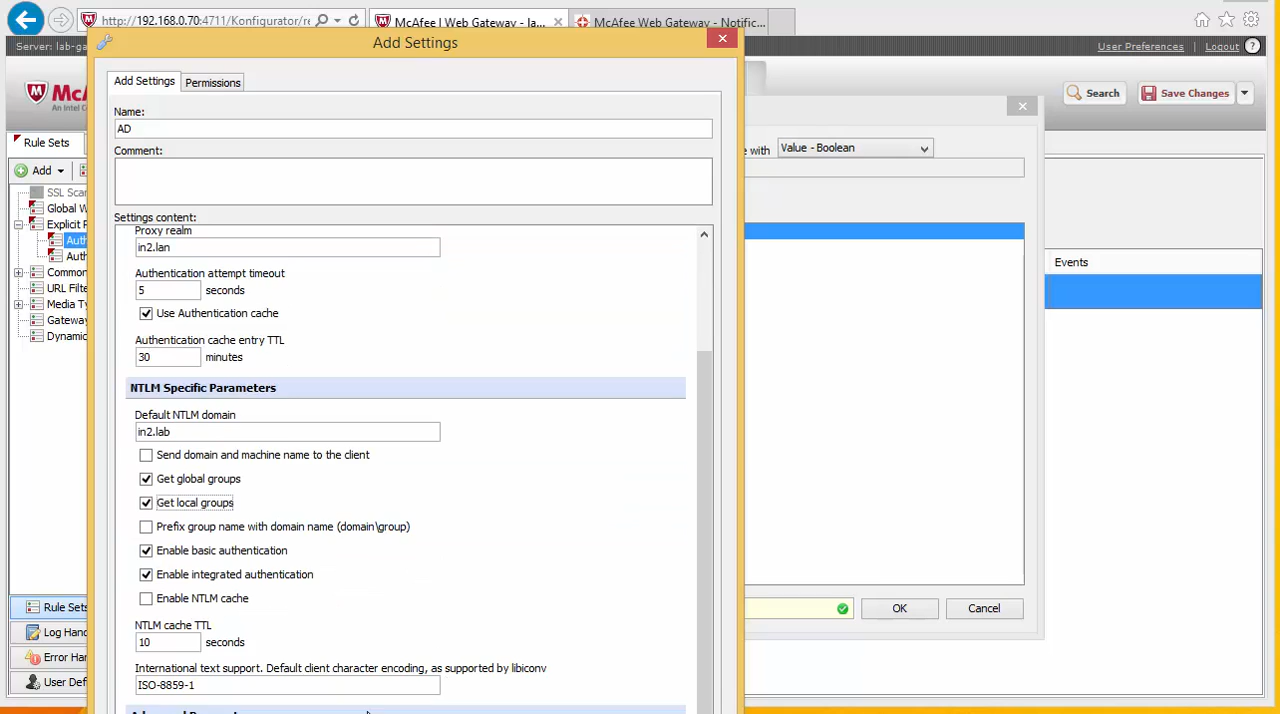 http://192.168.0.70:4711/Konfigurator/re
McAfee | Web Gateway - la...
McAfee Web Gateway - Notific...
Server: lab-ga
User Preferences | Logout ?
Add Settings
McA
An Intel C
Search
Save Changes
Add Settings
Permissions
Name:
AD
Comment:
Settings content:
Proxy realm
in2.lan
Authentication attempt timeout
5 seconds
Use Authentication cache
Authentication cache entry TTL
30 minutes
NTLM Specific Parameters
Default NTLM domain
in2.lab
Send domain and machine name to the client
Get global groups
Get local groups
Prefix group name with domain name (domain\group)
Enable basic authentication
Enable integrated authentication
Enable NTLM cache
NTLM cache TTL
10 seconds
International text support. Default client character encoding, as supported by libiconv
ISO-8859-1
Rule Sets
Add
SSL Scan
Global W
Explicit P
Auth
Auth
Common
URL Filte
Media Ty
Gateway
Dynamic
Rule Sets
Log Hand
Error Han
User Defi
e with
Value - Boolean
Events
OK
Cancel